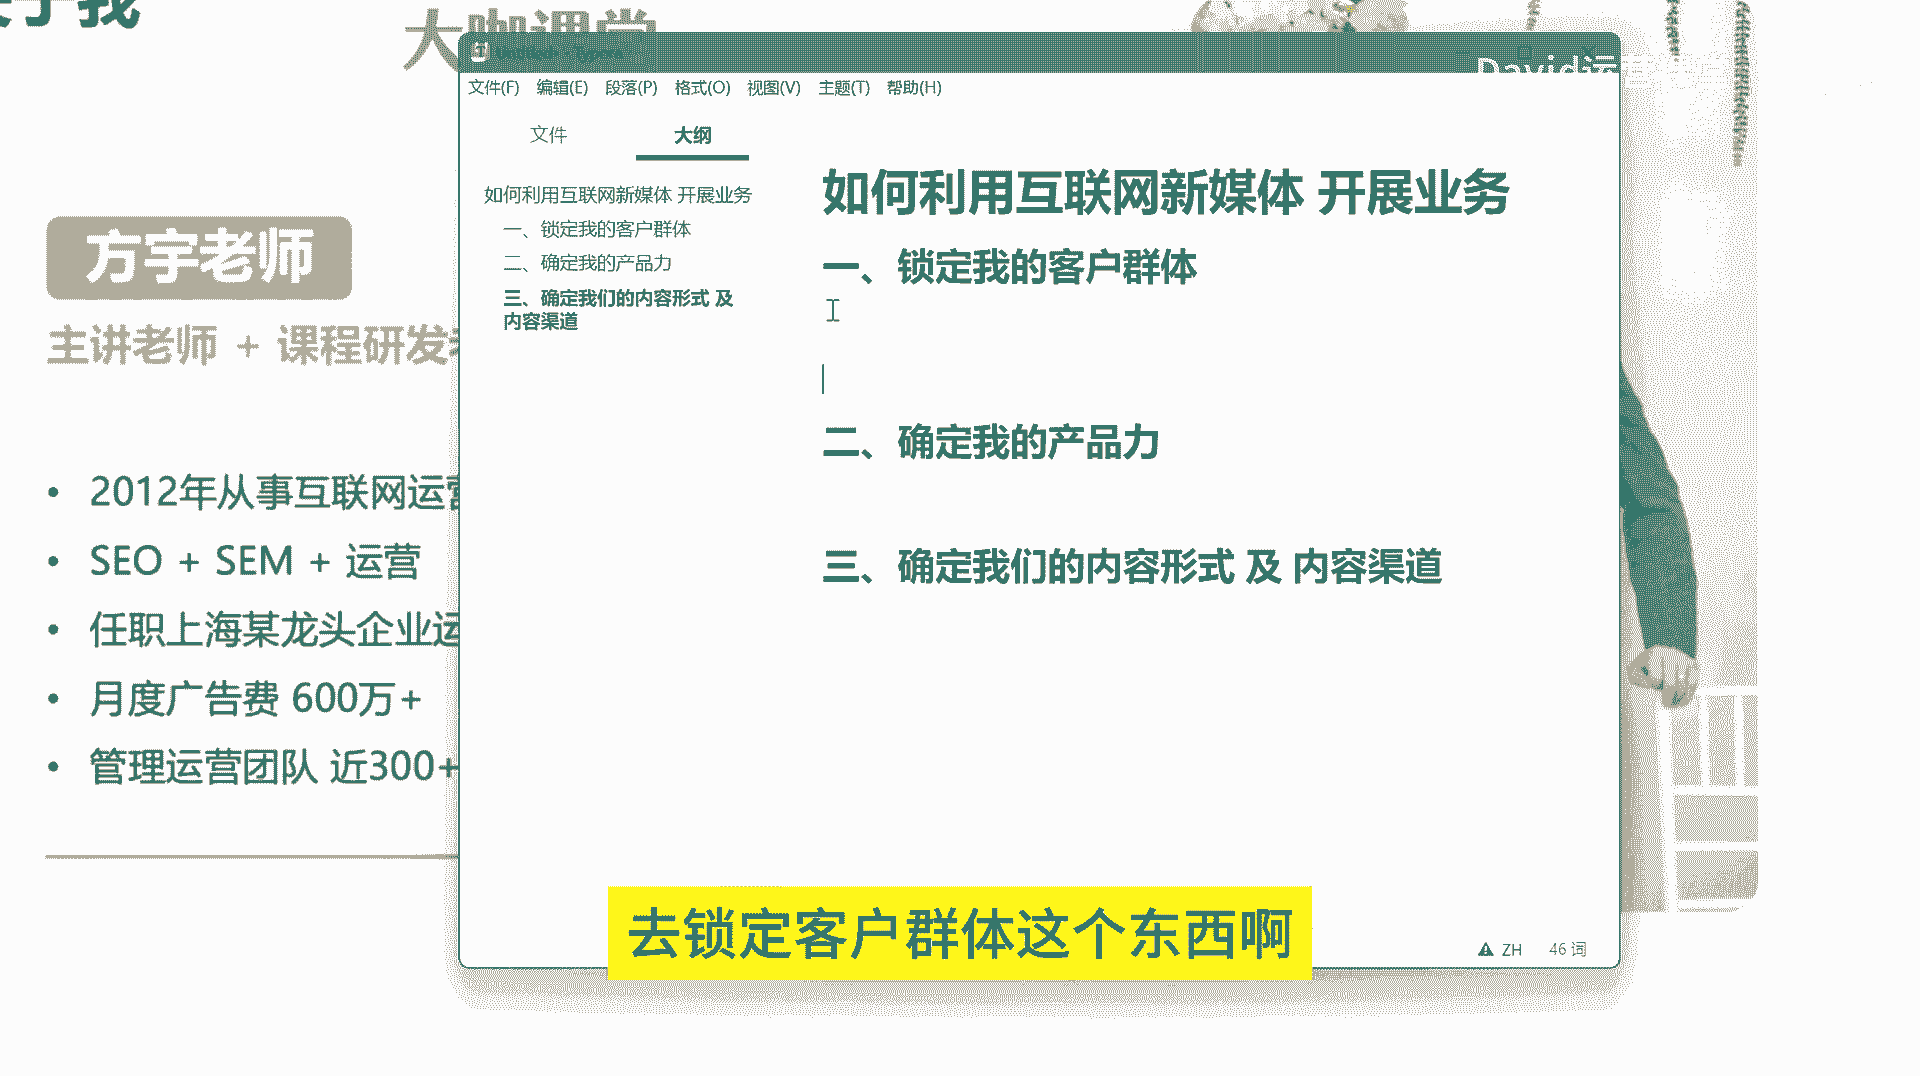 大咖课堂
David运
文件(F) 编辑(E) 段落(P) 格式(O) 视图(V) 主题(T) 帮助(H)
文件 大纲
如何利用互联网新媒体 开展业务
一、锁定我的客户群体
二、确定我的产品力
三、确定我们的内容形式 及
内容渠道
如何利用互联网新媒体 开展业务
一、锁定我的客户群体
二、确定我的产品力
三、确定我们的内容形式 及 内容渠道
ZH 46 词
方宇老师
主讲老师 + 课程研发
• 2012年从事互联网运营
• SEO + SEM + 运营
• 任职上海某龙头企业运
• 月度广告费 600万+
• 管理运营团队 近300+
去锁定客户群体这个东西啊